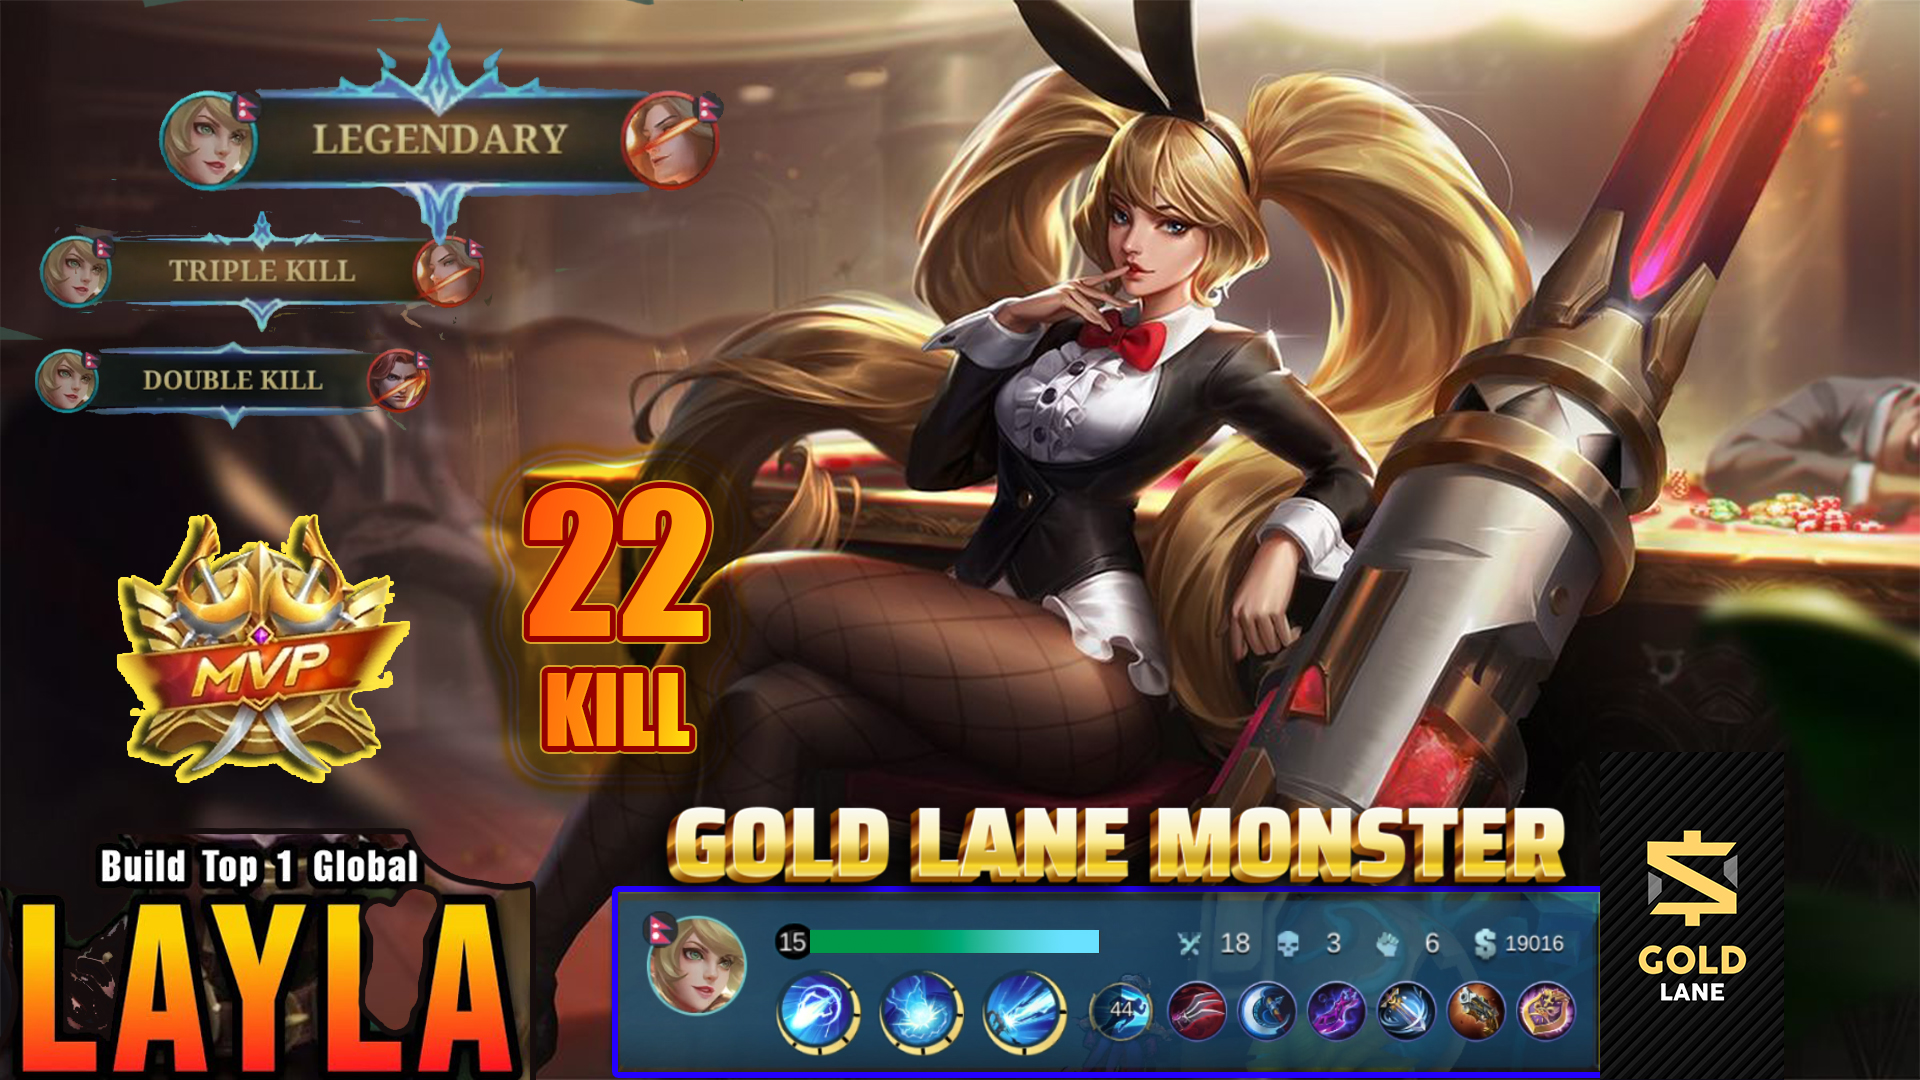 LEGENDARY
TRIPLE KILL
DOUBLE KILL
MVP
22
KILL
Build Top 1 Global
LAYLA
GOLD LANE MONSTER
15
18
3
6
19016
44
GOLD
LANE